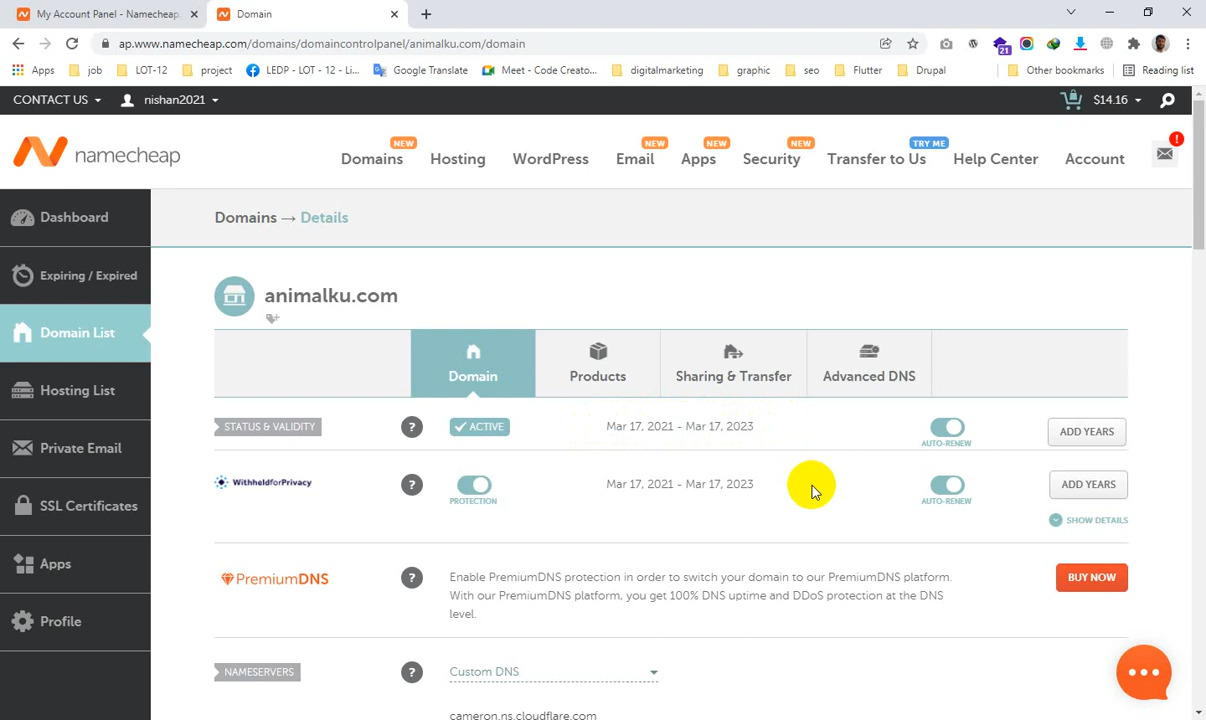 My Account Panel - Namecheap.
Domain
ap.www.namecheap.com/domains/domaincontrolpanel/animalku.com/domain
21
Apps
job
LOT-12
project
LEDP - LOT - 12 - Li...
Google Translate
Meet - Code Creato...
digitalmarketing
graphic
seo
Flutter
Drupal
Other bookmarks
Reading list
CONTACT US
nishan2021
$14.16
namecheap
NEW
NEW
NEW
NEW
TRY ME
!
Domains
Hosting
WordPress
Email
Apps
Security
Transfer to Us
Help Center
Account
Dashboard
Expiring / Expired
Domain List
Hosting List
Private Email
SSL Certificates
Apps
Profile
Domains → Details
animalku.com
Domain
Products
Sharing & Transfer
Advanced DNS
STATUS & VALIDITY
?
ACTIVE
Mar 17, 2021 - Mar 17, 2023
AUTO-RENEW
ADD YEARS
WithheldforPrivacy
?
PROTECTION
Mar 17, 2021 - Mar 17, 2023
AUTO-RENEW
ADD YEARS
SHOW DETAILS
PremiumDNS
?
Enable PremiumDNS protection in order to switch your domain to our PremiumDNS platform.
With our PremiumDNS platform, you get 100% DNS uptime and DDoS protection at the DNS
level.
BUY NOW
NAMESERVERS
?
Custom DNS
cameron.ns.cloudflare.com